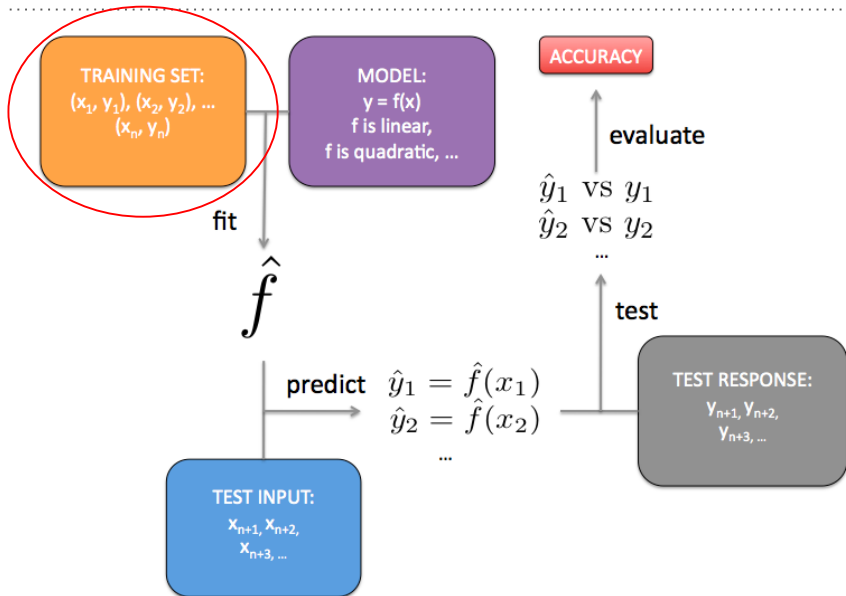 TRAINING SET:
(x₁, y₁), (x₂, y₂), ...
(xₙ, yₙ)
MODEL:
y = f(x)
f is linear,
f is quadratic, ...
ACCURACY
evaluate
ŷ₁ vs y₁
ŷ₂ vs y₂
...
fit
f̂
test
predict
ŷ₁ = f̂(x₁)
ŷ₂ = f̂(x₂)
...
TEST RESPONSE:
yₙ₊₁, yₙ₊₂,
yₙ₊₃, ...
TEST INPUT:
xₙ₊₁, xₙ₊₂,
xₙ₊₃, ...